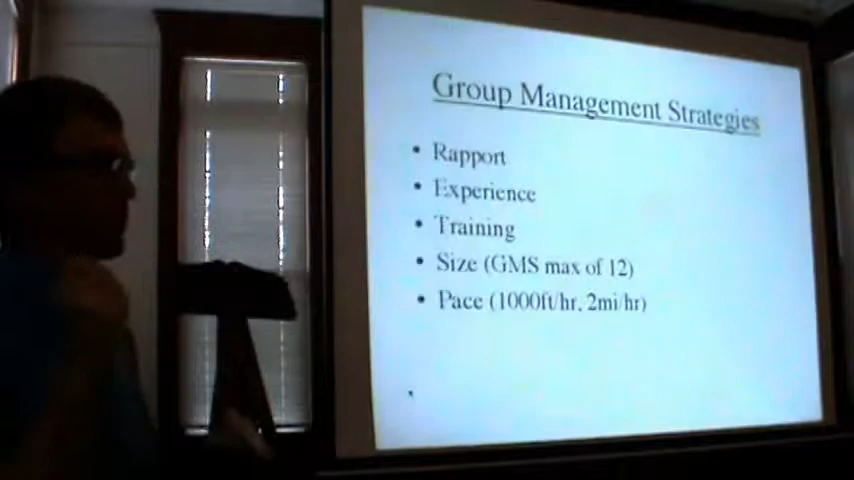 Group Management Strategies
• Rapport
• Experience
• Training
• Size (GMS max of 12)
• Pace (1000ft/hr, 2mi/hr)